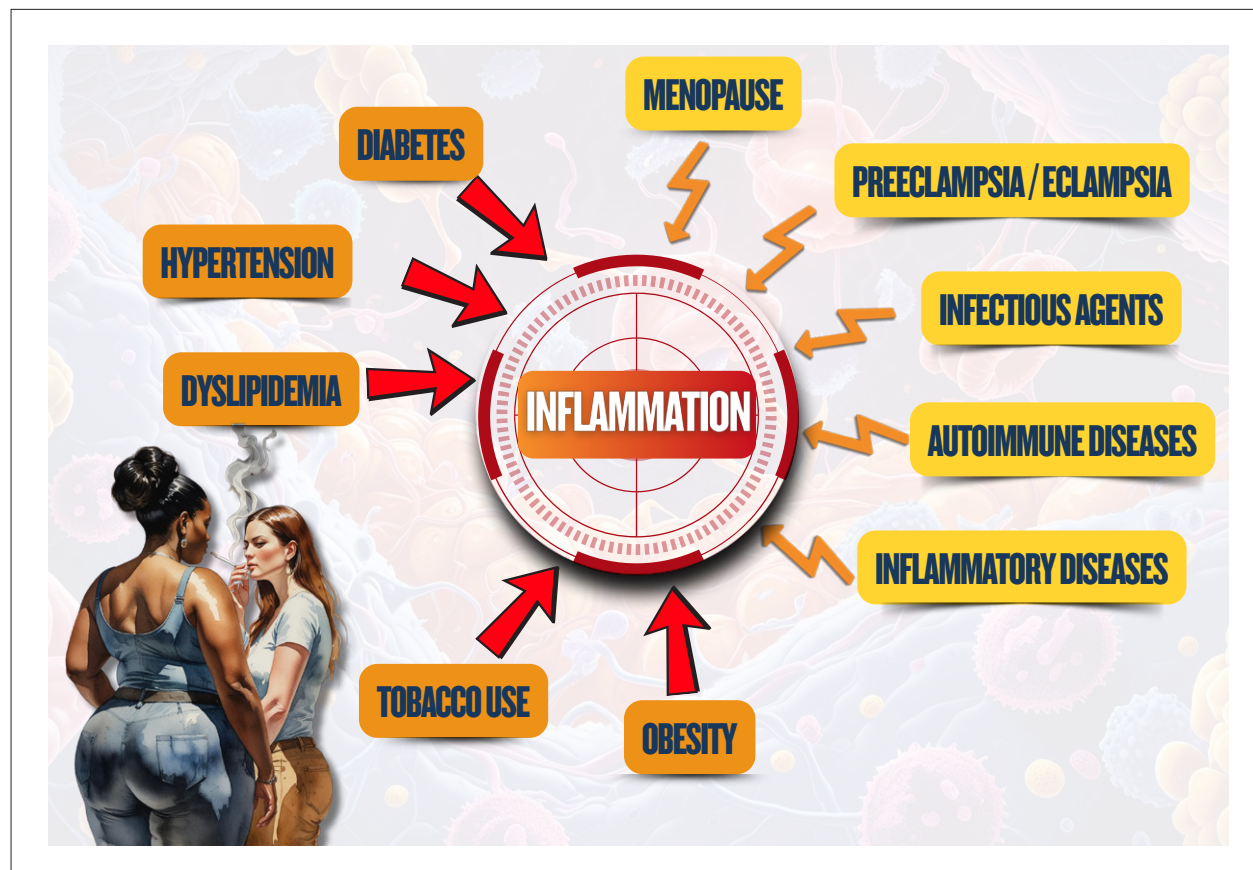 MENOPAUSE
DIABETES
PREECLAMPSIA / ECLAMPSIA
HYPERTENSION
INFECTIOUS AGENTS
DYSLIPIDEMIA
INFLAMMATION
AUTOIMMUNE DISEASES
INFLAMMATORY DISEASES
TOBACCO USE
OBESITY